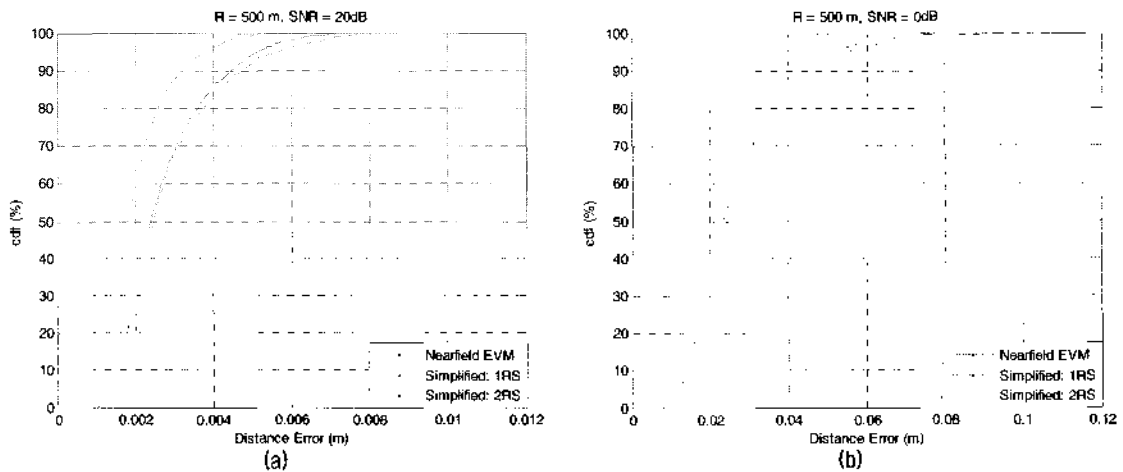 R = 500 m, SNR = 20dB
100
90
80
70
60
50
40
30
20
10
0
cdf (%)
Nearfield EVM
Simplified: 1RS
Simplified: 2RS
0 0.002 0.004 0.006 0.008 0.01 0.012
Distance Error (m)
(a)
R = 500 m, SNR = 0dB
100
90
80
70
60
50
40
30
20
10
0
cdf (%)
Nearfield EVM
Simplified: 1RS
Simplified: 2RS
0 0.02 0.04 0.06 0.08 0.1 0.12
Distance Error (m)
(b)